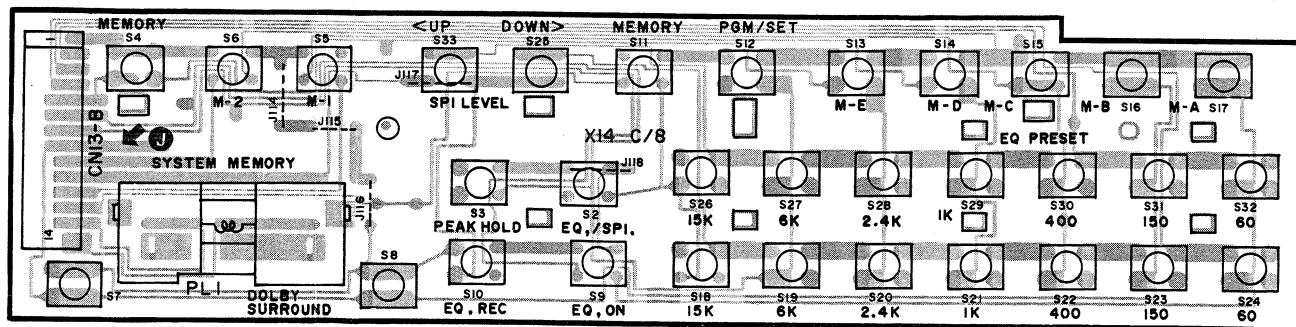 MEMORY <UP DOWN> MEMORY PGM/SET
S4 S6 S5 S33 S25 S11 S12 S13 S14 S15
1
J117
M-2 M-1 SPI LEVEL M-E M-D M-C M-B S16 M-A S17
J114
J115
CN13-B
J
X14 C/8 EQ PRESET
SYSTEM MEMORY
J118
J116
S3 S2 S26 S27 S28 S29 S30 S31 S32
PEAK HOLD EQ,/SPI. 15K 6K 2.4K 1K 400 150 60
14
S8
S7 PL1 DOLBY SURROUND
S10 S9 S18 S19 S20 S21 S22 S23 S24
EQ, REC EQ, ON 15K 6K 2.4K 1K 400 150 60